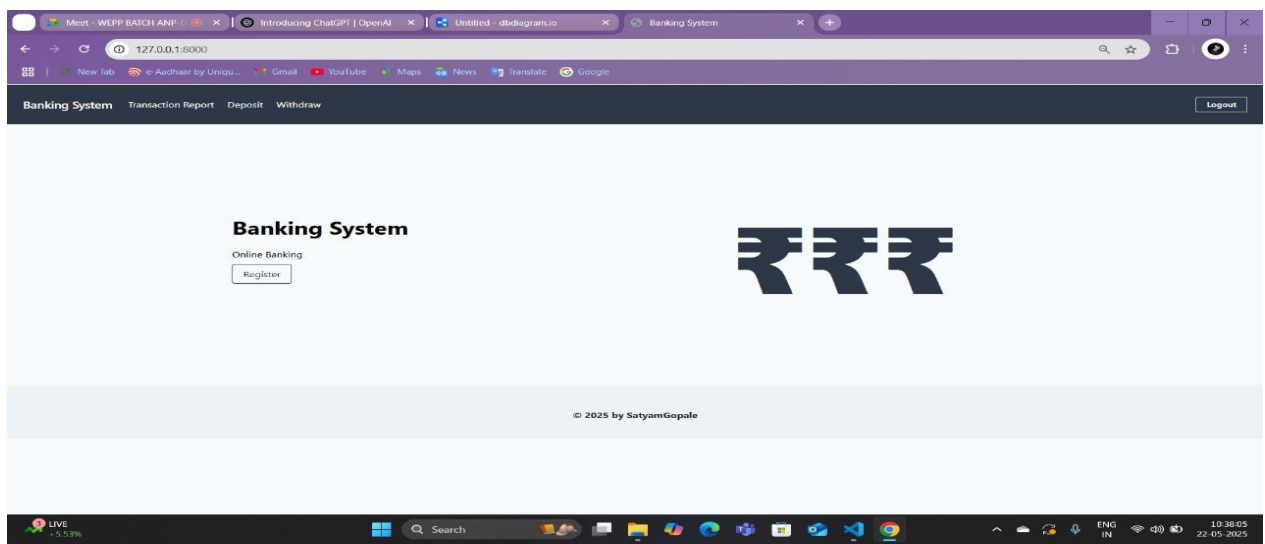 Meet - WEPP BATCH ANP-
Introducing ChatGPT | OpenAI
Untitled - dbdiagram.io
Banking System
127.0.0.1:8000
New Tab
e-Aadhaar by Uniqu...
Gmail
YouTube
Maps
News
Translate
Google
Banking System Transaction Report Deposit Withdraw
Logout
Banking System
Online Banking
Register
₹₹₹
© 2025 by SatyamGopale
3
LIVE
+5.53%
Search
ENG
IN
10:38:05
22-05-2025